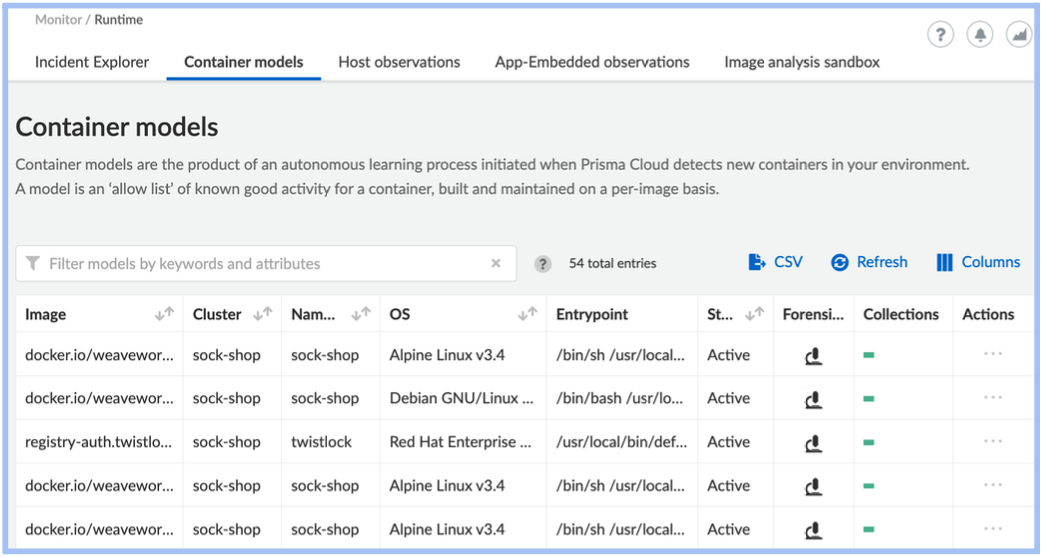 Monitor / Runtime
?
Incident Explorer Container models Host observations App-Embedded observations Image analysis sandbox
Container models
Container models are the product of an autonomous learning process initiated when Prisma Cloud detects new containers in your environment.
A model is an ‘allow list’ of known good activity for a container, built and maintained on a per-image basis.
Filter models by keywords and attributes × ? 54 total entries CSV Refresh Columns
Image Cluster Nam... OS Entrypoint St... Forensi... Collections Actions
docker.io/weavewor... sock-shop sock-shop Alpine Linux v3.4 /bin/sh /usr/local... Active ...
docker.io/weavewor... sock-shop sock-shop Debian GNU/Linux ... /bin/bash /usr/lo... Active ...
registry-auth.twistlo... sock-shop twistlock Red Hat Enterprise ... /usr/local/bin/def... Active ...
docker.io/weavewor... sock-shop sock-shop Alpine Linux v3.4 /bin/sh /usr/local... Active ...
docker.io/weavewor... sock-shop sock-shop Alpine Linux v3.4 /bin/sh /usr/local... Active ...